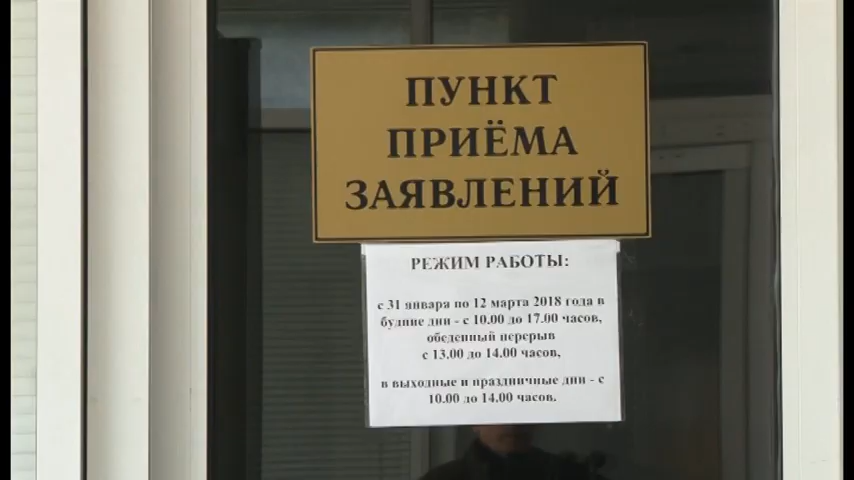 ПУНКТ
ПРИЁМА
ЗАЯВЛЕНИЙ
РЕЖИМ РАБОТЫ:
с 31 января по 12 марта 2018 года в
будние дни - с 10.00 до 17.00 часов,
обеденный перерыв
с 13.00 до 14.00 часов,
в выходные и праздничные дни - с
10.00 до 14.00 часов.